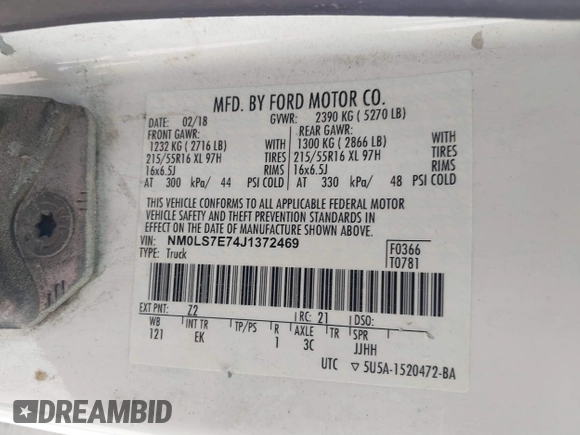 MFD. BY FORD MOTOR CO.
DATE: 02/18 GVWR: 2390 KG ( 5270 LB)
FRONT GAWR: REAR GAWR:
1232 KG ( 2716 LB) WITH 1300 KG ( 2866 LB) WITH
215/55R16 XL 97H TIRES 215/55R16 XL 97H TIRES
16x6.5J RIMS 16x6.5J RIMS
AT 300 kPa/ 44 PSI COLD AT 330 kPa/ 48 PSI COLD
THIS VEHICLE CONFORMS TO ALL APPLICABLE FEDERAL MOTOR
VEHICLE SAFETY AND THEFT PREVENTION STANDARDS IN
EFFECT ON THE DATE OF MANUFACTURE SHOWN ABOVE.
VIN: NM0LS7E74J1372469 F0366
TYPE: Truck T0781
EXT PNT: Z2 RC: 21 DSO:
WB INT TR TP/PS R AXLE TR SPR
121 EK 1 3C JJHH
UTC ▽ 5U5A-1520472-BA
DREAMBID